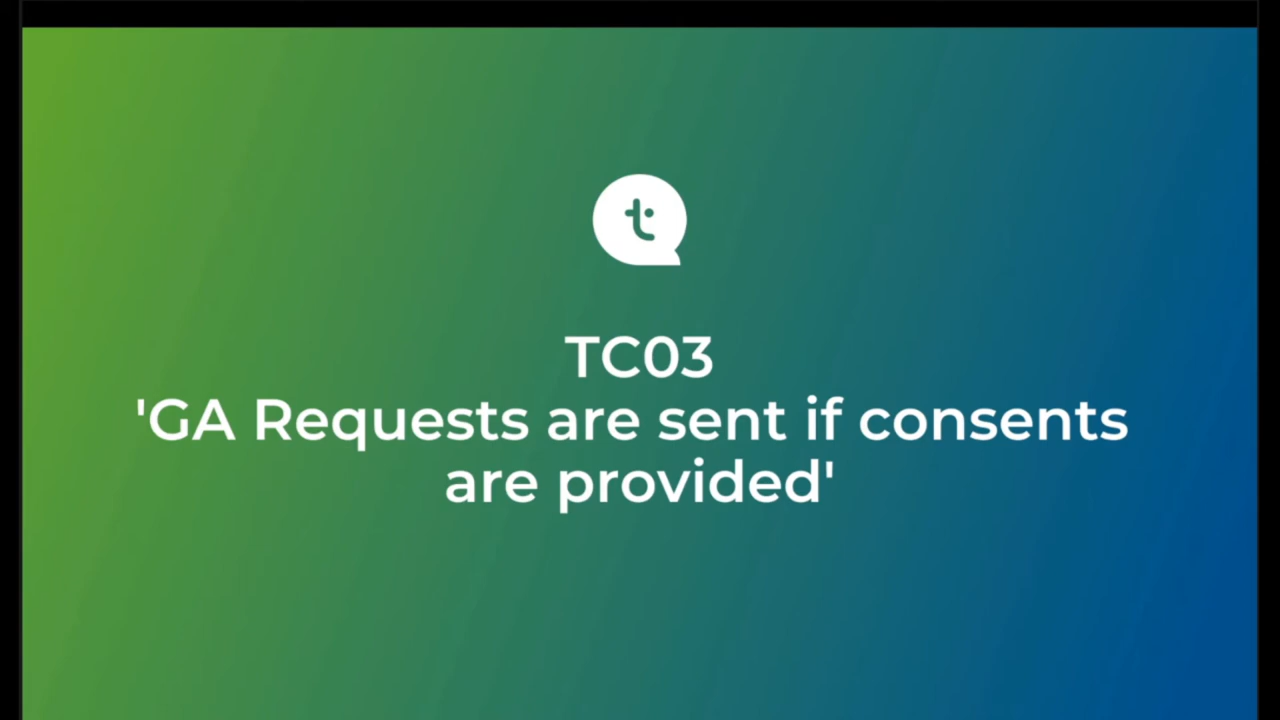 TC03
'GA Requests are sent if consents
are provided'